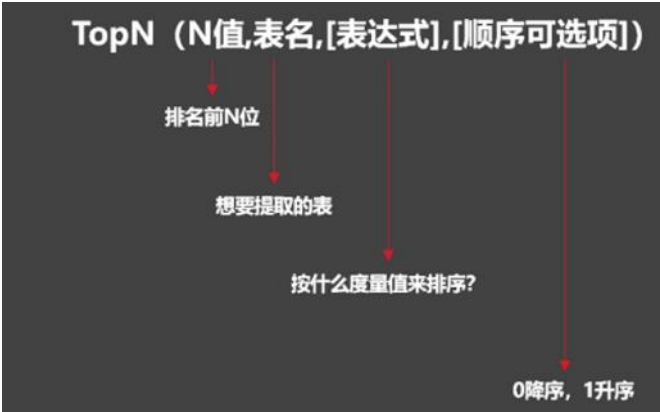 TopN（N值,表名,[表达式],[顺序可选项]）
排名前N位
想要提取的表
按什么度量值来排序？
0降序，1升序